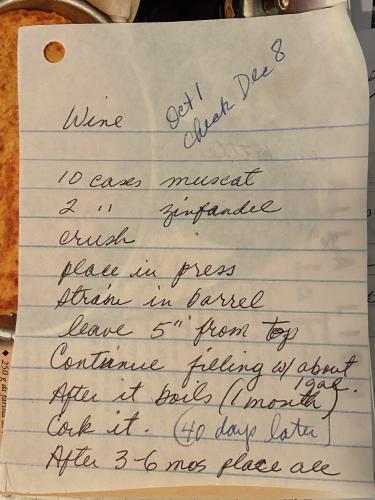 Wine
Oct 1
check Dec 8
10 cases muscat
2 " zinfandel
crush
place in press
Strain in barrel
leave 5" from top
Continue filling w/ about
1 gal.
After it boils (1 month)
Cork it. (40 days later)
After 3-6 mos place all
250 g de